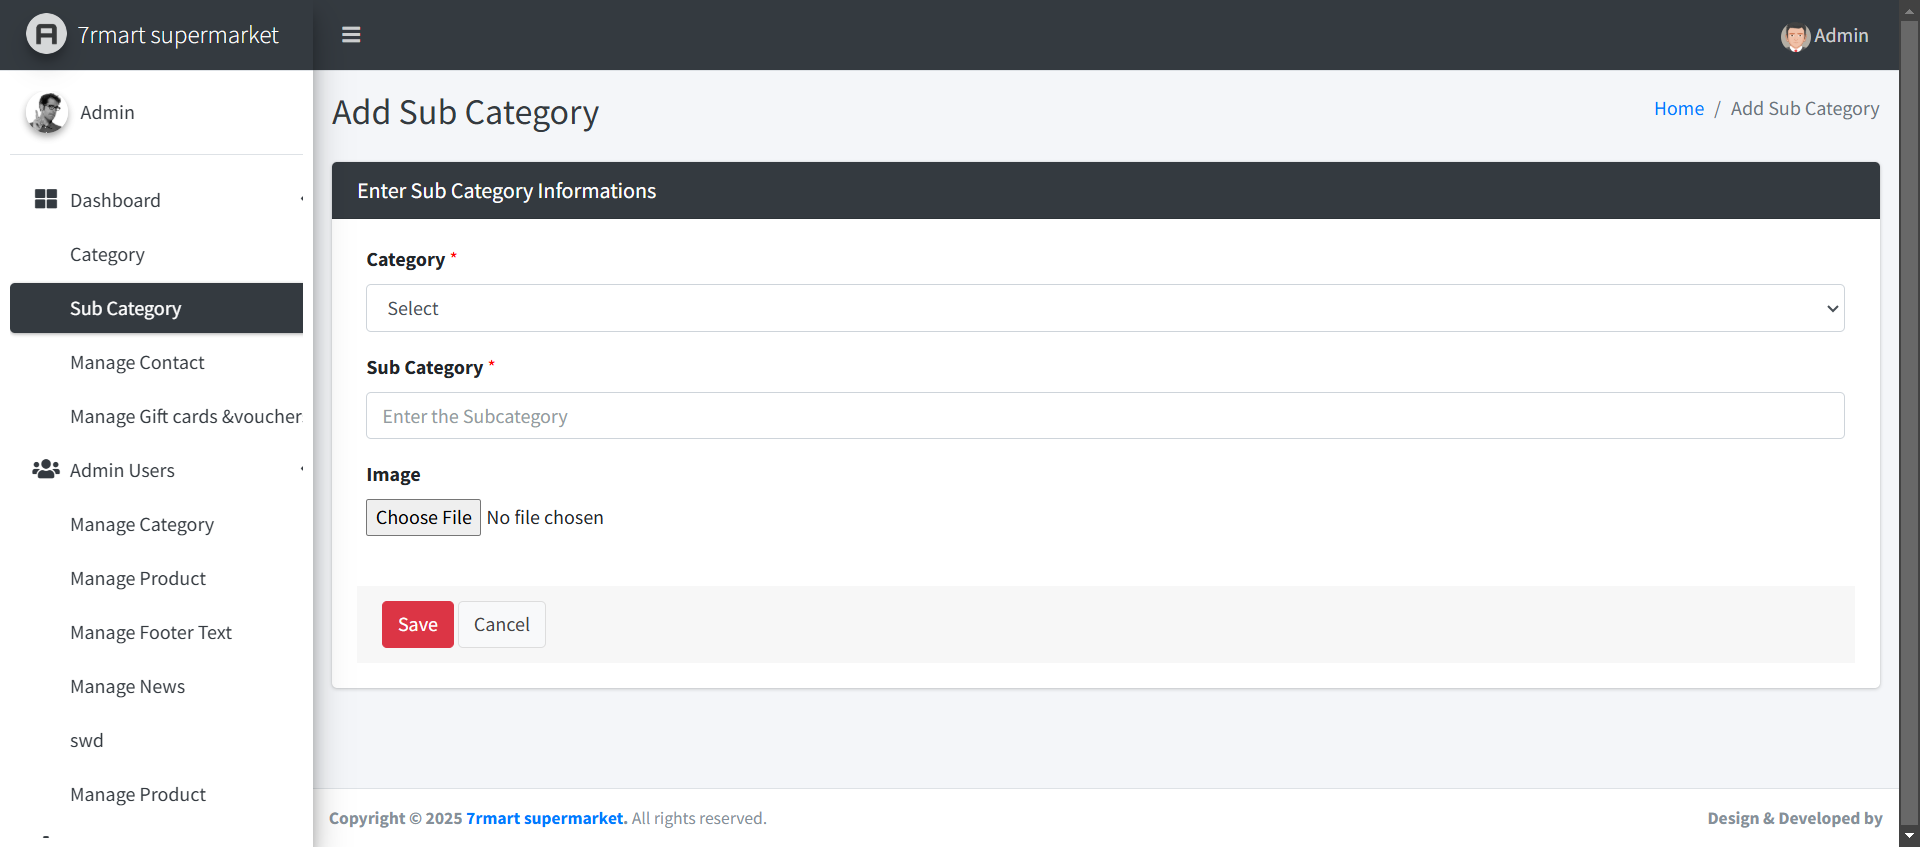 7rmart supermarket
Admin
Admin
Dashboard
Category
Sub Category
Manage Contact
Manage Gift cards &voucher
Admin Users
Manage Category
Manage Product
Manage Footer Text
Manage News
swd
Manage Product
Add Sub Category
Home / Add Sub Category
Enter Sub Category Informations
Category *
Select
Sub Category *
Enter the Subcategory
Image
Choose File No file chosen
Save Cancel
Copyright © 2025 7rmart supermarket. All rights reserved.
Design & Developed by